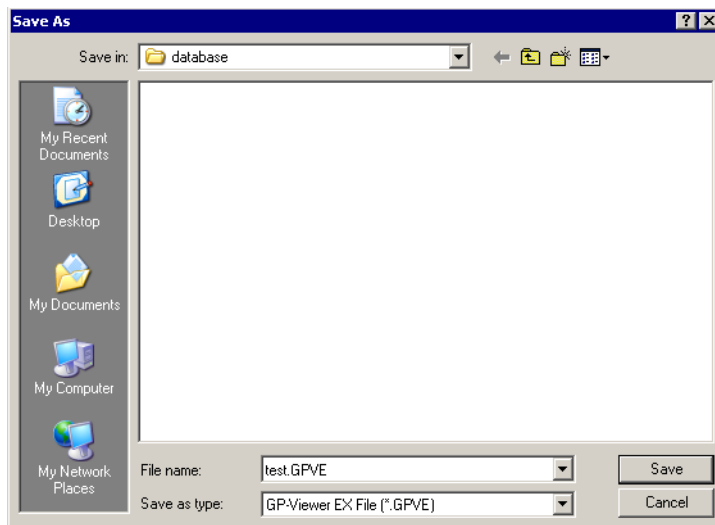 Save As
Save in:
database
My Recent
Documents
Desktop
My Documents
My Computer
My Network
Places
File name:
test.GPVE
Save
Save as type:
GP-Viewer EX File (*.GPVE)
Cancel